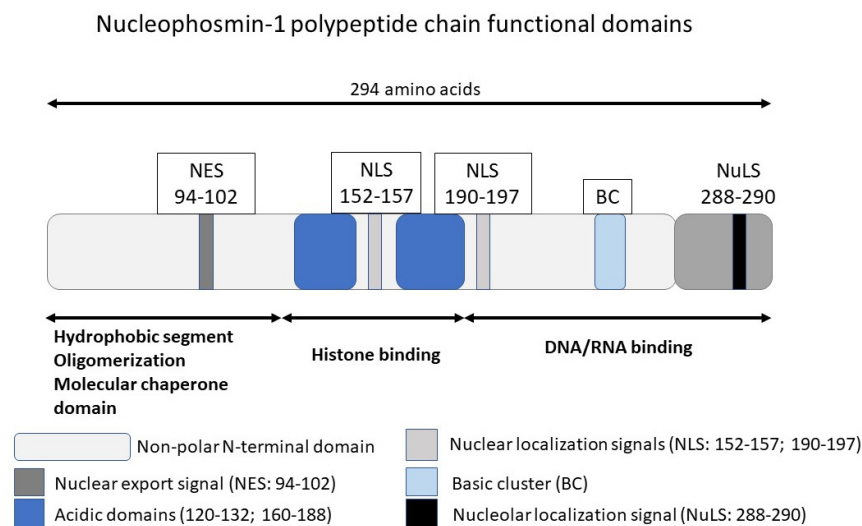 Nucleophosmin-1 polypeptide chain functional domains
294 amino acids
NES
94-102
NLS
152-157
NLS
190-197
BC
NuLS
288-290
Hydrophobic segment
Oligomerization
Molecular chaperone
domain
Histone binding
DNA/RNA binding
Non-polar N-terminal domain
Nuclear export signal (NES: 94-102)
Acidic domains (120-132; 160-188)
Nuclear localization signals (NLS: 152-157; 190-197)
Basic cluster (BC)
Nucleolar localization signal (NuLS: 288-290)